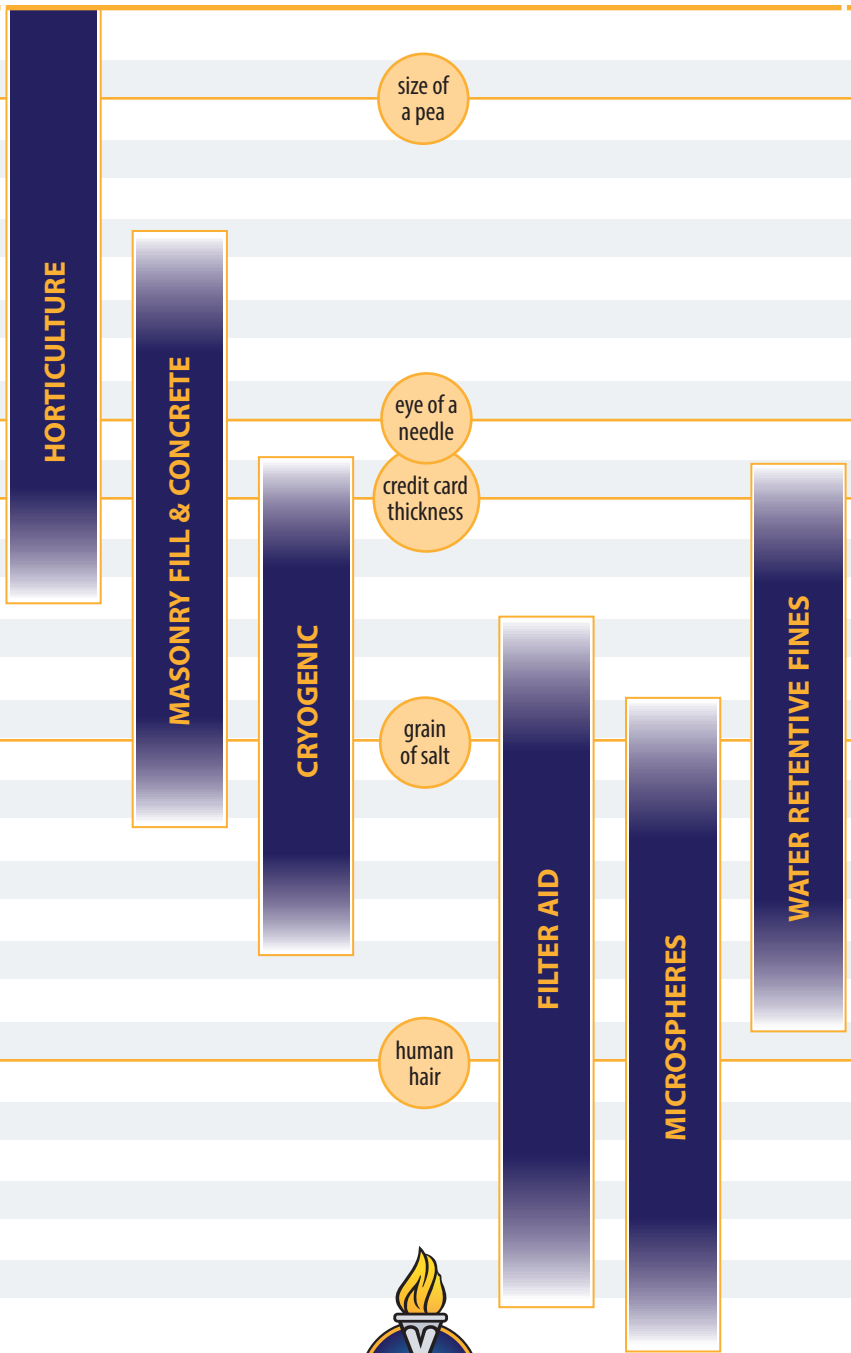 size of
a pea
HORTICULTURE
MASONRY FILL & CONCRETE
eye of a
needle
credit card
thickness
CRYOGENIC
WATER RETENTIVE FINES
grain
of salt
FILTER AID
MICROSPHERES
human
hair